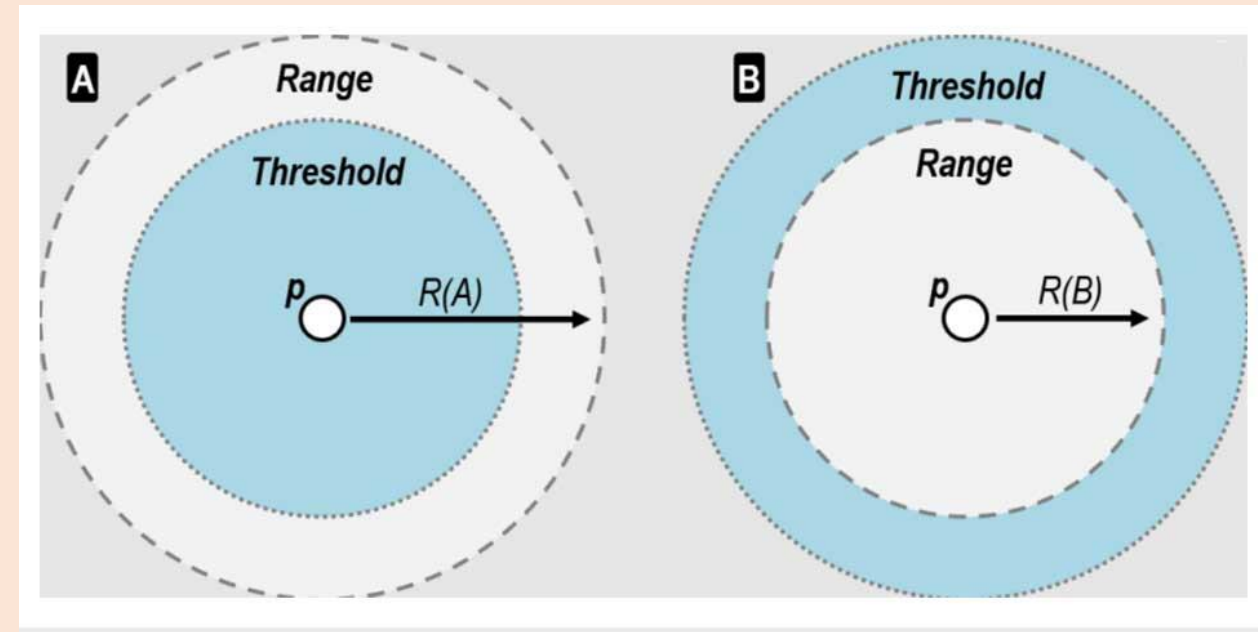 A
Range
Threshold
p
R(A)
B
Threshold
Range
p
R(B)